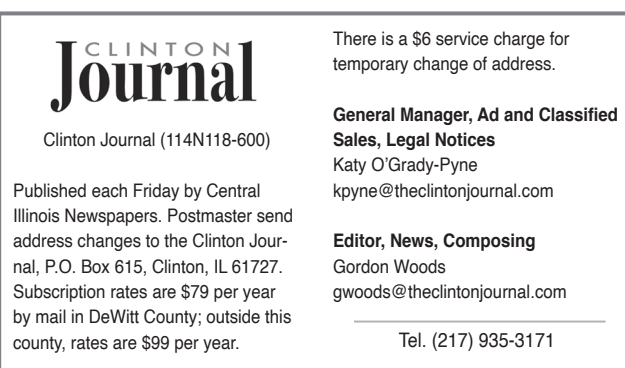 CLINTON
Journal
Clinton Journal (114N118-600)
Published each Friday by Central
Illinois Newspapers. Postmaster send
address changes to the Clinton Jour-
nal, P.O. Box 615, Clinton, IL 61727.
Subscription rates are $79 per year
by mail in DeWitt County; outside this
county, rates are $99 per year.
There is a $6 service charge for
temporary change of address.
General Manager, Ad and Classified
Sales, Legal Notices
Katy O’Grady-Pyne
kpyne@theclintonjournal.com
Editor, News, Composing
Gordon Woods
gwoods@theclintonjournal.com
Tel. (217) 935-3171